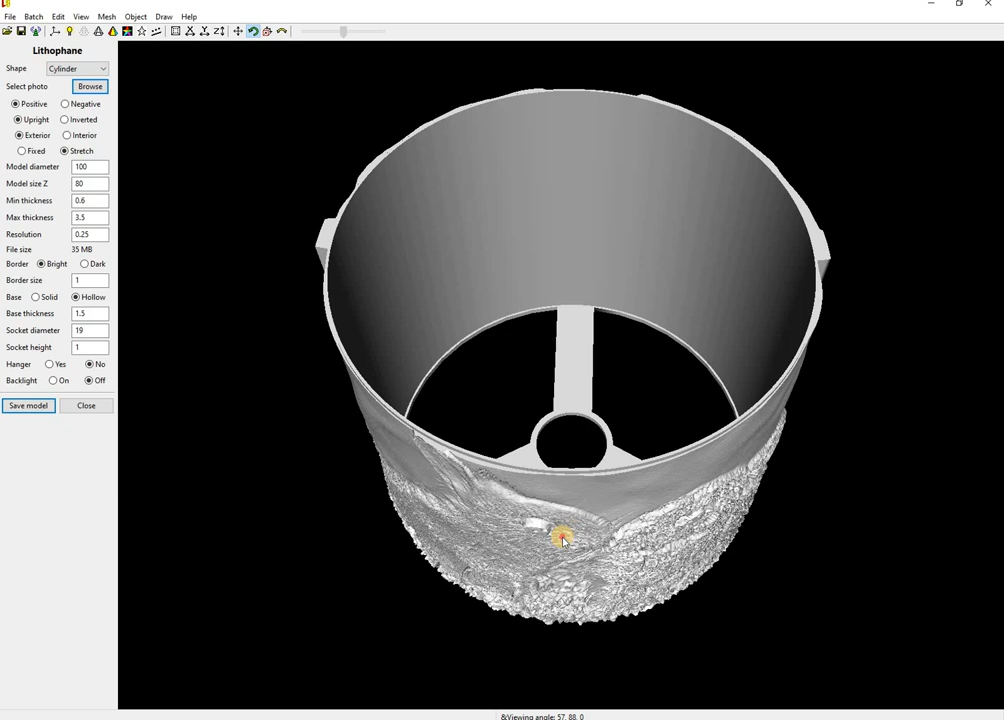 File Batch Edit View Mesh Object Draw Help
Lithophane
Shape Cylinder
Select photo Browse
Positive Negative
Upright Inverted
Exterior Interior
Fixed Stretch
Model diameter 100
Model size Z 80
Min thickness 0.6
Max thickness 3.5
Resolution 0.25
File size 35 MB
Border Bright Dark
Border size 1
Base Solid Hollow
Base thickness 1.5
Socket diameter 19
Socket height 1
Hanger Yes No
Backlight On Off
Save model Close
&Viewing angle: 57, 88, 0